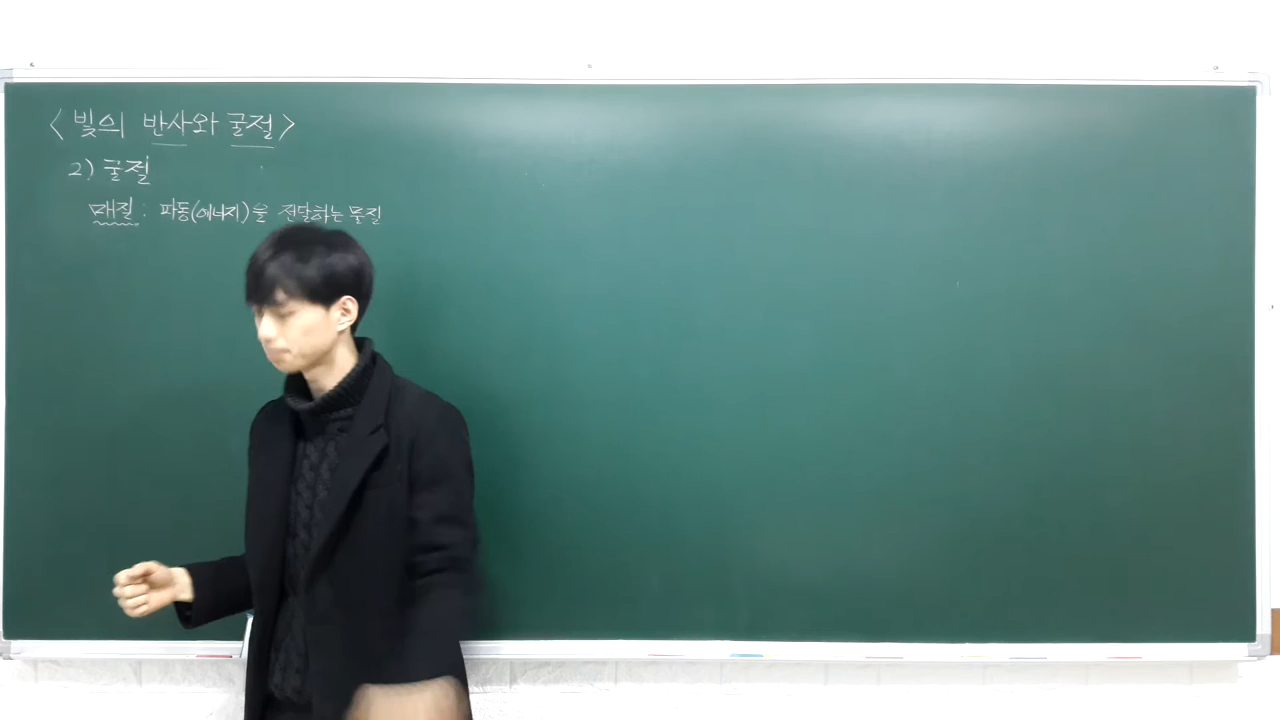 <빛의 반사와 굴절>
2) 굴절
매질 : 파동(에너지)을 전달하는 물질